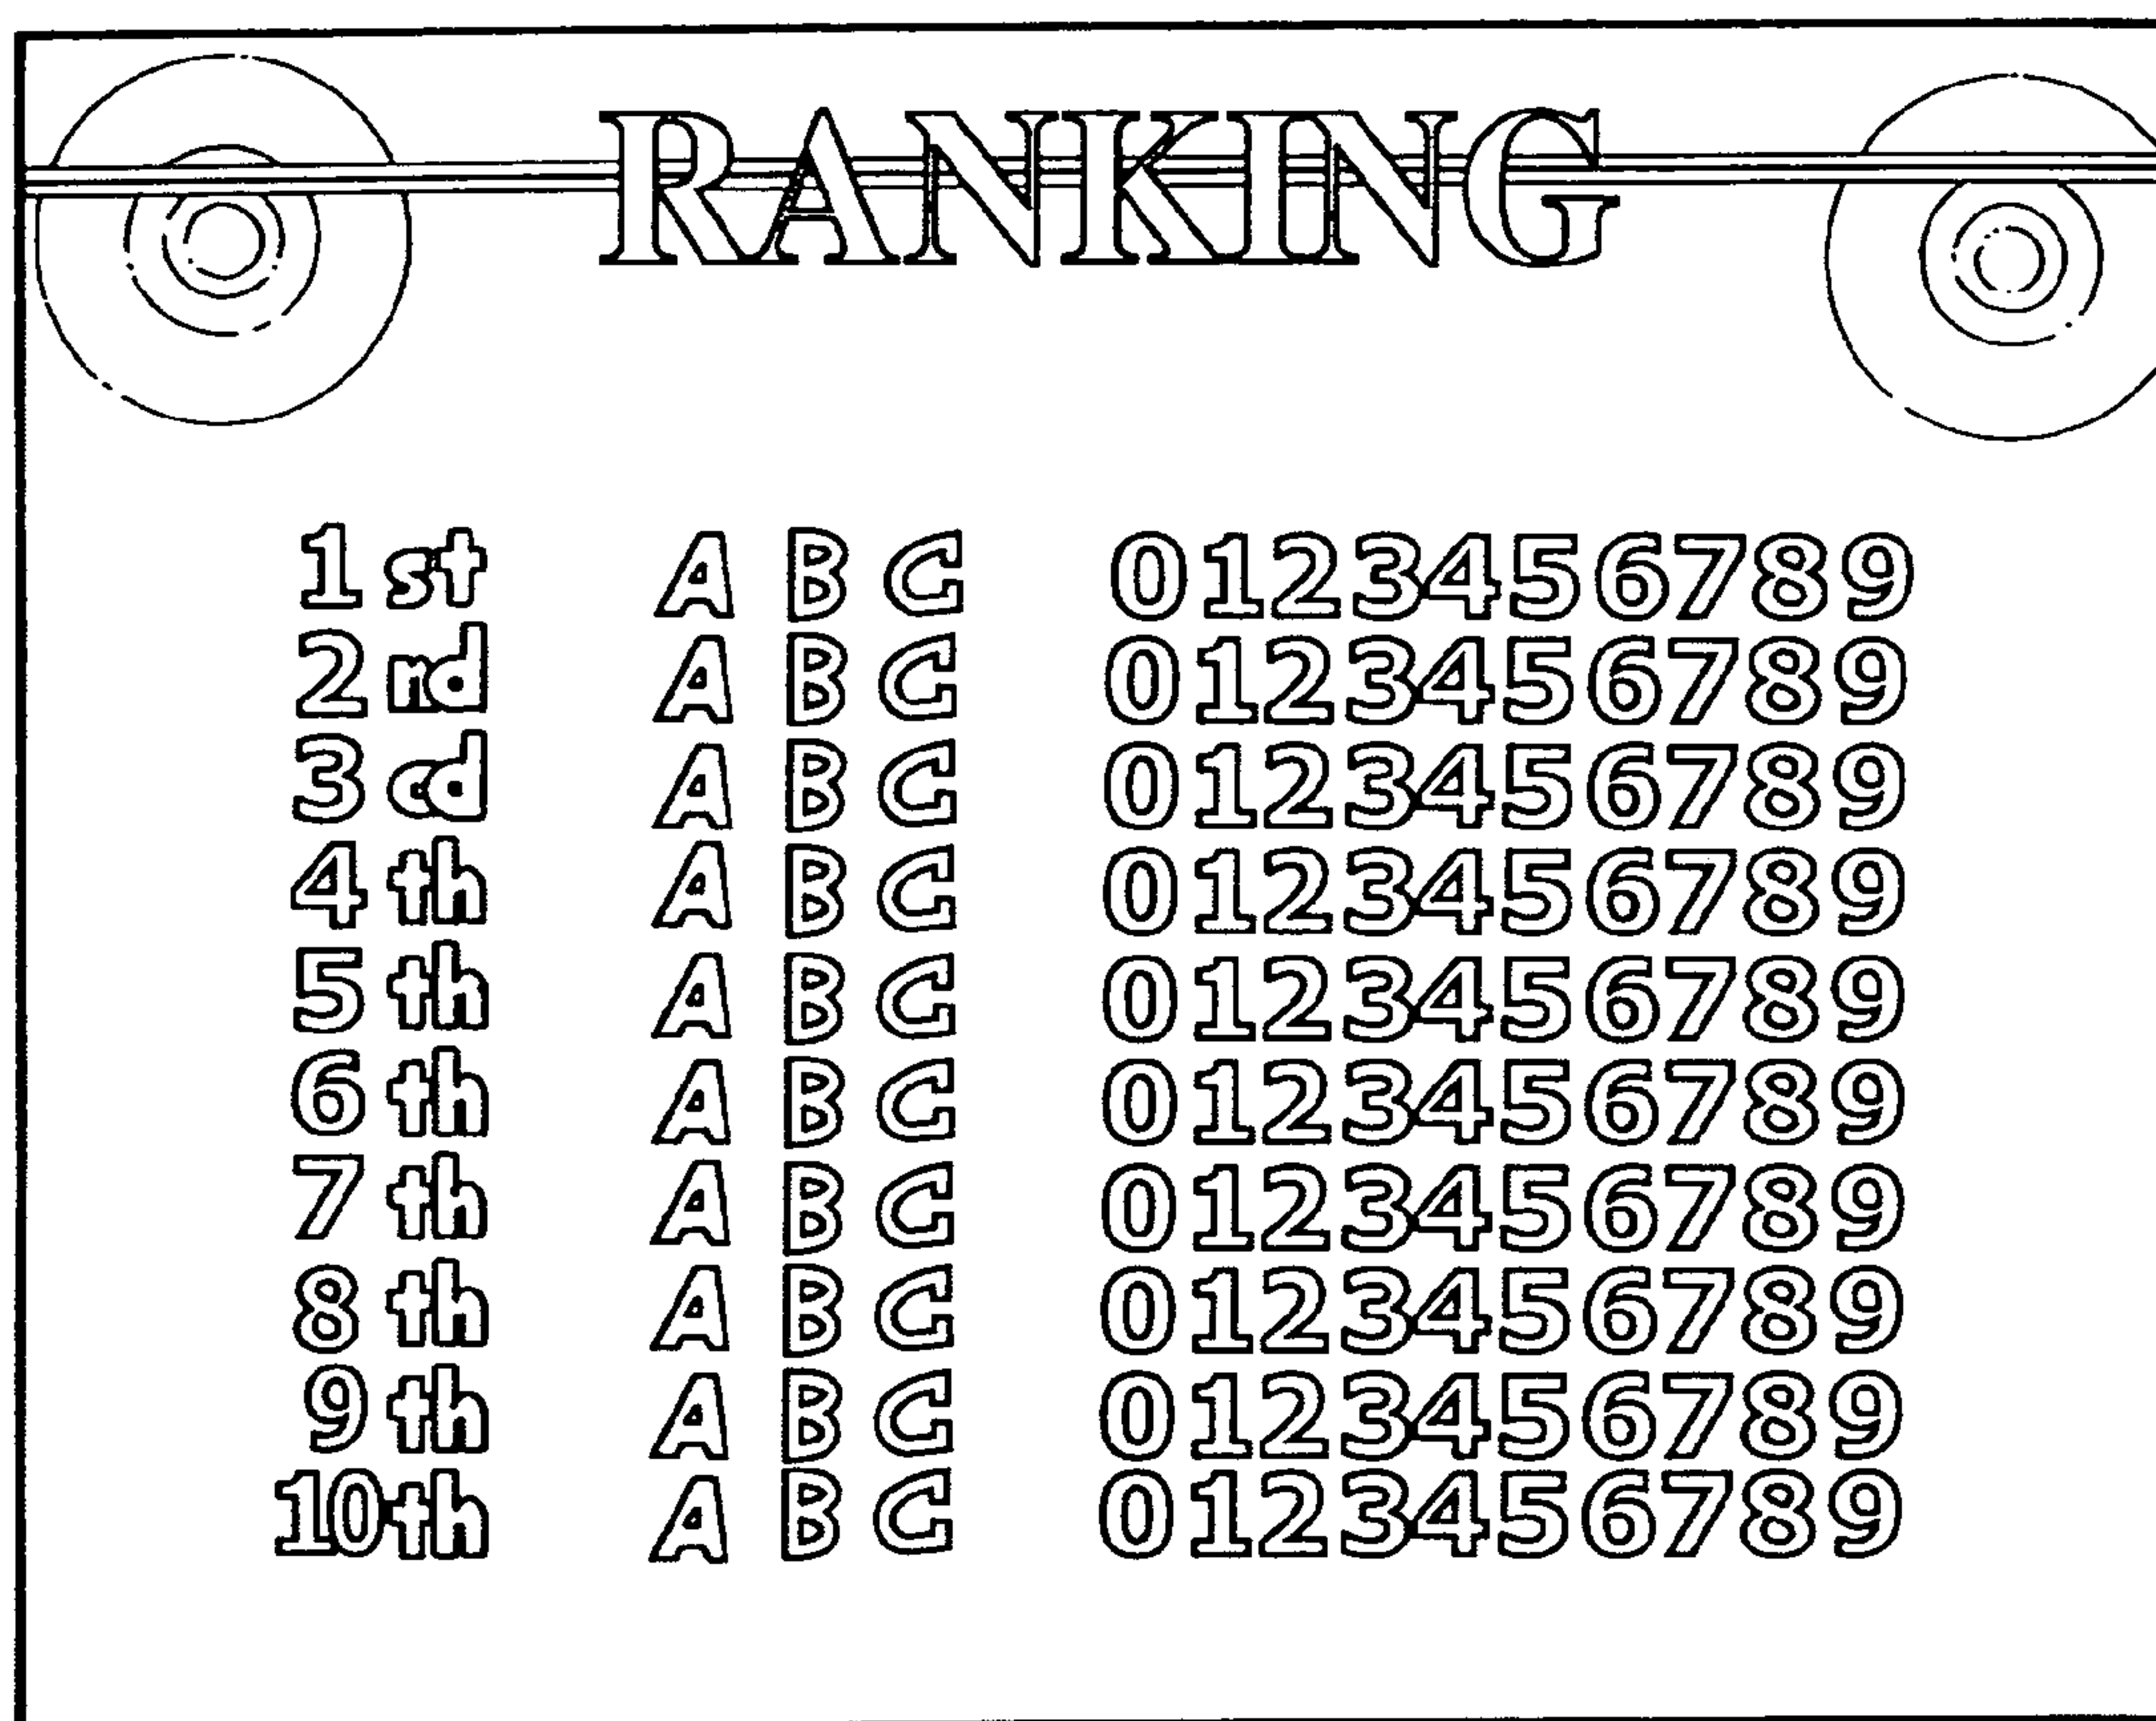 RANKING
1st A B C 0123456789
2nd A B C 0123456789
3cd A B C 0123456789
4th A B C 0123456789
5th A B C 0123456789
6th A B C 0123456789
7th A B C 0123456789
8th A B C 0123456789
9th A B C 0123456789
10th A B C 0123456789